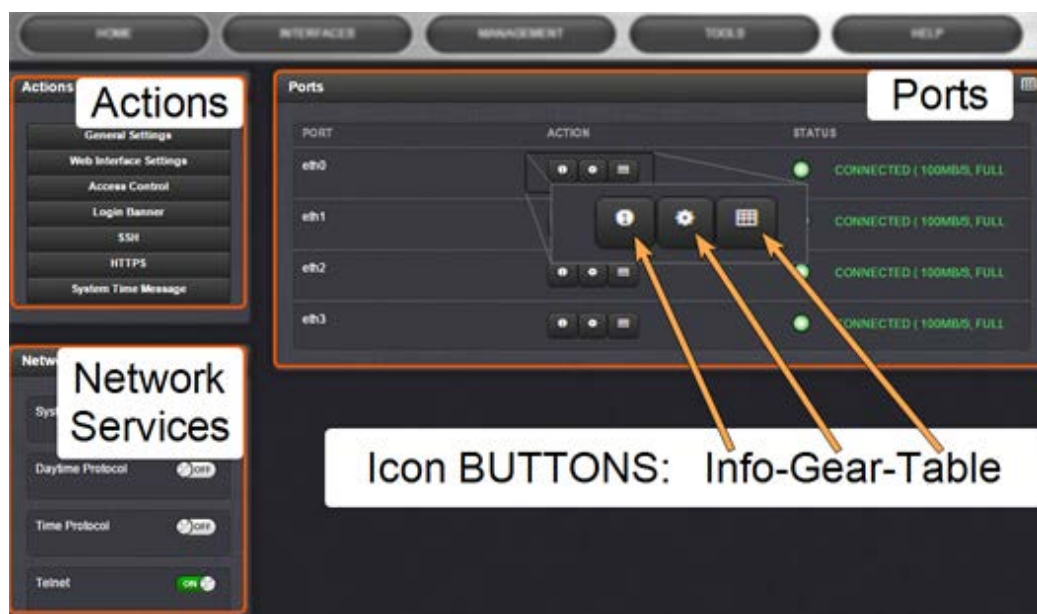 HOME INTERFACES MANAGEMENT TOOLS HELP
Actions
Actions
General Settings
Web Interface Settings
Access Control
Login Banner
SSH
HTTPS
System Time Message
Ports
Ports
PORT ACTION STATUS
eth0 CONNECTED ( 100MB/S, FULL
eth1 CONNECTED ( 100MB/S, FULL
eth2 CONNECTED ( 100MB/S, FULL
eth3 CONNECTED ( 100MB/S, FULL
Network
Services
Daytime Protocol OFF
Time Protocol OFF
Telnet ON
Icon BUTTONS: Info-Gear-Table